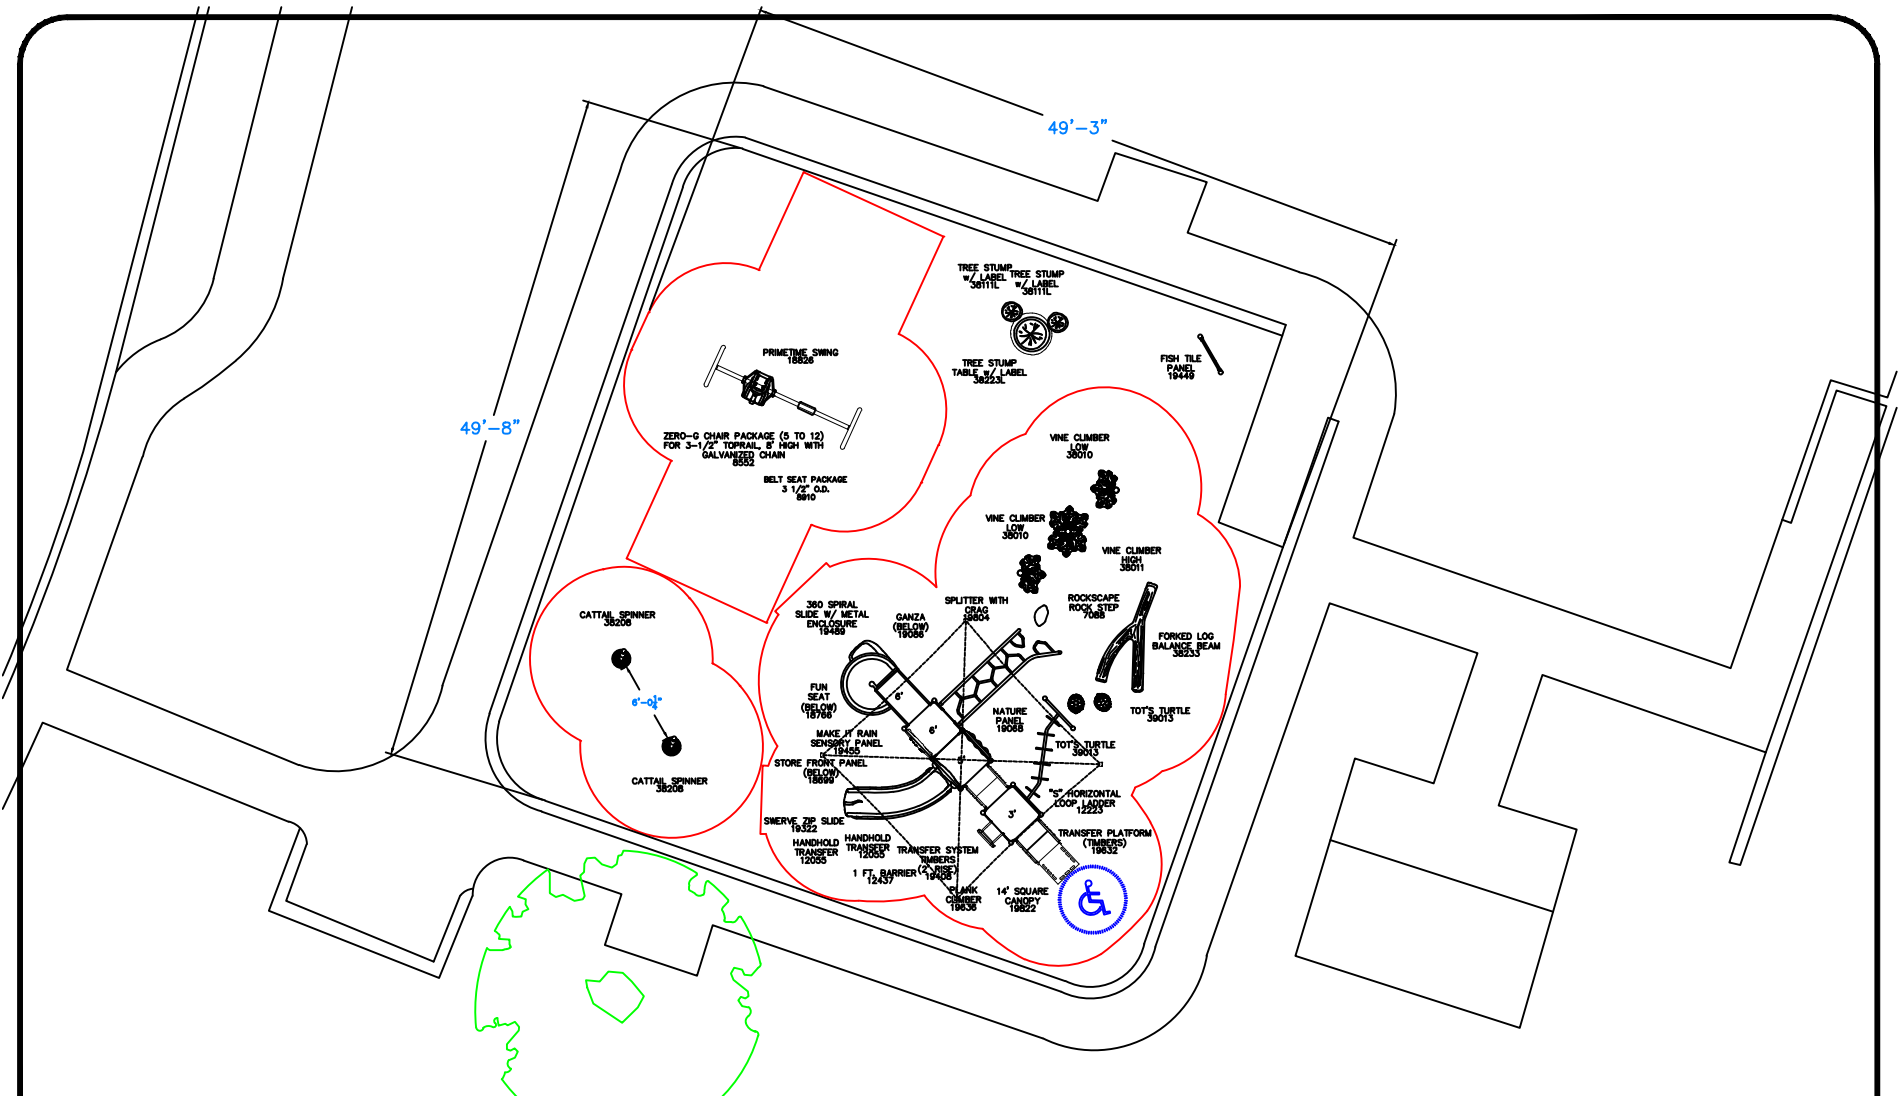 49'-3"
TREE STUMP
w/ LABEL
38111L
TREE STUMP
w/ LABEL
38111L
PRIMETIME SWING
18826
TREE STUMP
TABLE w/ LABEL
38223L
FISH TILE
PANEL
19449
49'-8"
ZERO-G CHAIR PACKAGE (5 TO 12)
FOR 3-1/2" TOPRAIL, 8' HIGH WITH
GALVANIZED CHAIN
8552
VINE CLIMBER
LOW
38010
BELT SEAT PACKAGE
3 1/2" O.D.
8910
VINE CLIMBER
LOW
38010
VINE CLIMBER
HIGH
38011
CATTAIL SPINNER
38208
360 SPIRAL
SLIDE W/ METAL
ENCLOSURE
19489
GANZA
(BELOW)
19086
SPLITTER WITH
CRAG
19804
ROCKSCAPE
ROCK STEP
7088
FORKED LOG
BALANCE BEAM
38233
6'-0¼"
FUN
SEAT
(BELOW)
18766
6'
6'
NATURE
PANEL
19068
TOT'S TURTLE
39013
MAKE IT RAIN
SENSORY PANEL
19455
TOT'S TURTLE
39013
STORE FRONT PANEL
(BELOW)
18699
CATTAIL SPINNER
38208
"S" HORIZONTAL
LOOP LADDER
12223
3'
SWERVE ZIP SLIDE
19322
HANDHOLD
TRANSFER
12055
HANDHOLD
TRANSFER
12055
TRANSFER PLATFORM
(TIMBERS)
19632
TRANSFER SYSTEM
TIMBERS
(2' RISE)
19408
1 FT. BARRIER
12437
PLANK
CLIMBER
19636
14' SQUARE
CANOPY
19822